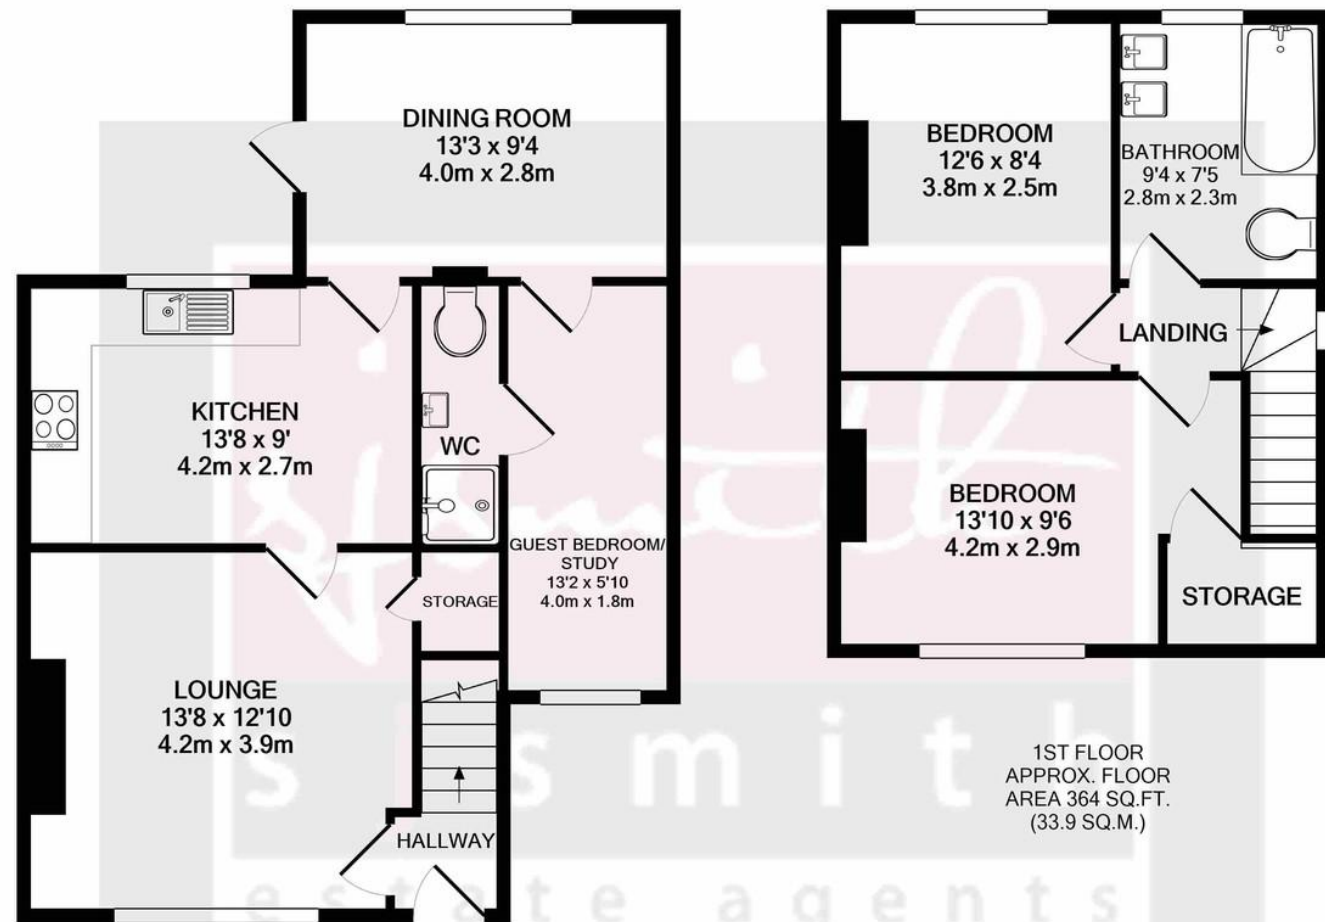 DINING ROOM
13'3 x 9'4
4.0m x 2.8m
KITCHEN
13'8 x 9'
4.2m x 2.7m
WC
GUEST BEDROOM/
STUDY
13'2 x 5'10
4.0m x 1.8m
STORAGE
LOUNGE
13'8 x 12'10
4.2m x 3.9m
HALLWAY
BEDROOM
12'6 x 8'4
3.8m x 2.5m
BATHROOM
9'4 x 7'5
2.8m x 2.3m
LANDING
BEDROOM
13'10 x 9'6
4.2m x 2.9m
STORAGE
1ST FLOOR
APPROX. FLOOR
AREA 364 SQ.FT.
(33.9 SQ.M.)
sjsmith
s j smith
estate agents